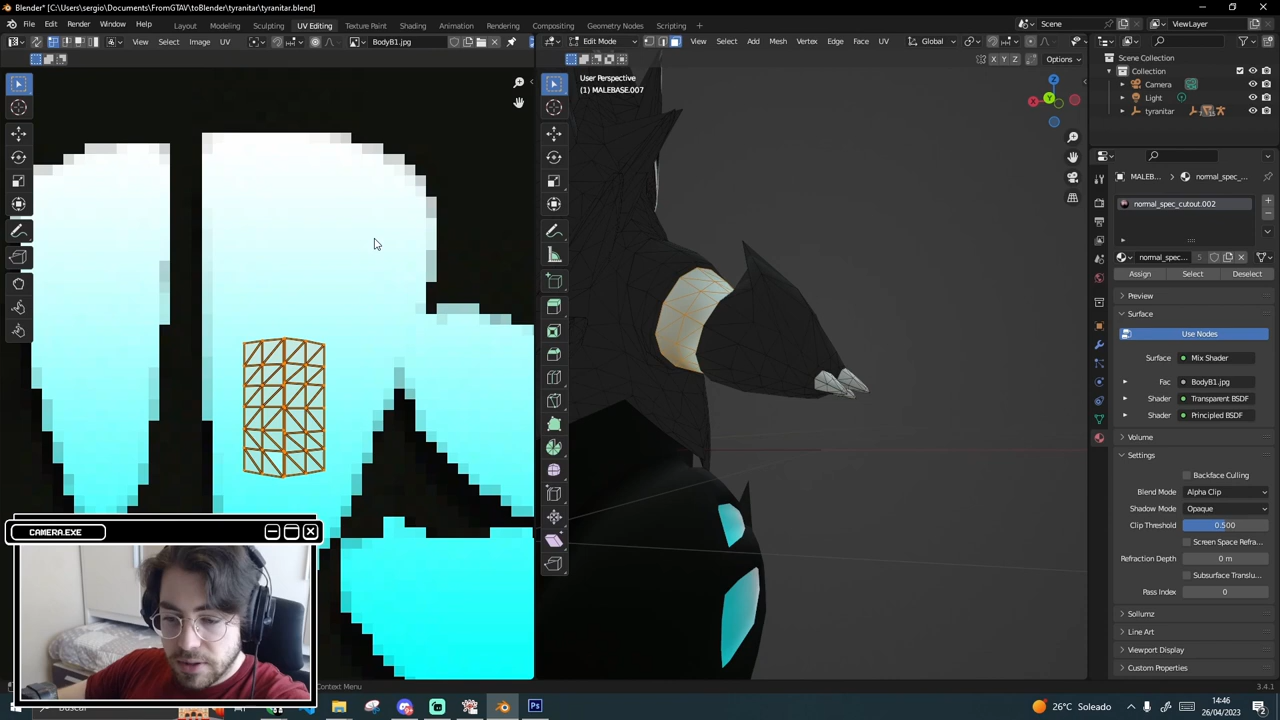 Blender* [C:\Users\sergio\Documents\FromGTAV\toBlender\tyranitar\tyranitar.blend]
File Edit Render Window Help Layout Modeling Sculpting UV Editing Texture Paint Shading Animation Rendering Compositing Geometry Nodes Scripting Scene ViewLayer
View Select Image UV BodyB1.jpg Edit Mode View Select Add Mesh Vertex Edge Face UV Global
X Y Z Options
User Perspective
(1) MALEBASE.007
Scene Collection
Collection
Camera
Light
tyranitar
MALEB... normal_spec_...
normal_spec_cutout.002
normal_spec... 5
Assign Select Deselect
Preview
Surface
Use Nodes
Surface Mix Shader
Fac BodyB1.jpg
Shader Transparent BSDF
Shader Principled BSDF
Volume
Settings
Backface Culling
Blend Mode Alpha Clip
Shadow Mode Opaque
Clip Threshold 0.500
Screen Space Refra...
Refraction Depth 0 m
Subsurface Translu...
Pass Index 0
Sollumz
Line Art
Viewport Display
Custom Properties
CAMERA.EXE
Context Menu 3.4.1
Buscar Ps 26°C Soleado 14:46
26/04/2023